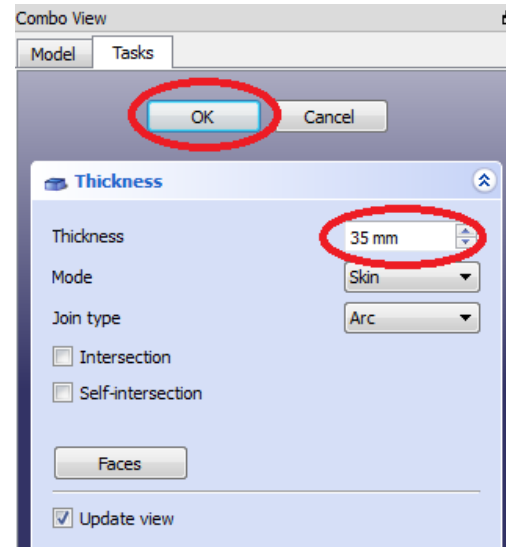 Combo View
Model Tasks
OK Cancel
Thickness
Thickness 35 mm
Mode Skin
Join type Arc
Intersection
Self-intersection
Faces
Update view